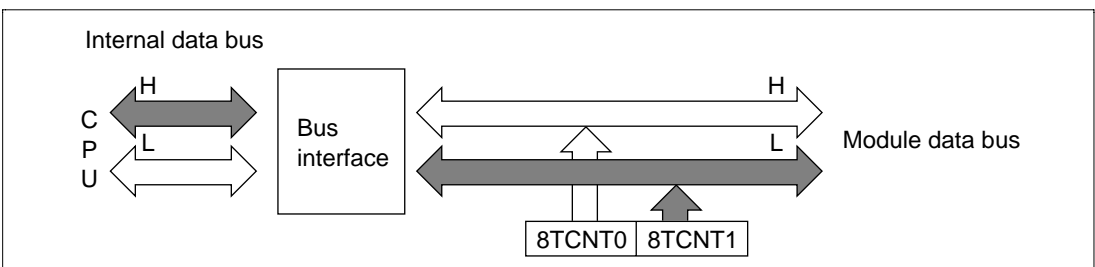 Internal data bus
H
H
C
P
U
L
Bus
interface
L
Module data bus
8TCNT0
8TCNT1